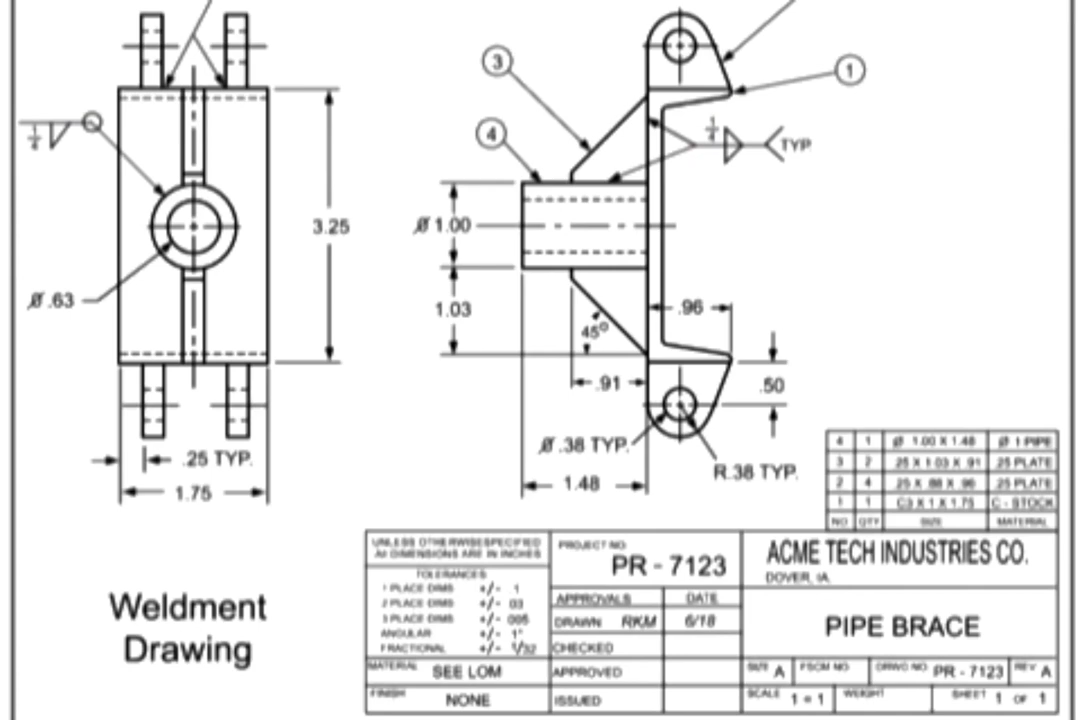 3
1
4
1/4
1/4
TYP.
3.25
Ø 1.00
Ø .63
1.03
.96
45°
.91
.50
Ø .38 TYP.
R.38 TYP.
.25 TYP.
1.75
1.48
4 1 Ø 1.00 X 1.48 Ø 1 PIPE
3 2 .25 X 1.03 X .91 .25 PLATE
2 4 .25 X .88 X .96 .25 PLATE
1 1 C3 X 1 X 1.75 C - STOCK
NO QTY SIZE MATERIAL
Weldment
Drawing
UNLESS OTHERWISE SPECIFIED
All DIMENSIONS ARE IN INCHES
TOLERANCES
1 PLACE DIMS +/- .1
2 PLACE DIMS +/- .03
3 PLACE DIMS +/- .005
ANGULAR +/- 1°
FRACTIONAL +/- 1/32
MATERIAL SEE LOM
FINISH NONE
PROJECT NO
PR - 7123
APPROVALS DATE
DRAWN RKM 6/18
CHECKED
APPROVED
ISSUED
ACME TECH INDUSTRIES CO.
DOVER, IA.
PIPE BRACE
SIZE A FSCM NO DRWG NO PR - 7123 REV A
SCALE 1 = 1 WEIGHT SHEET 1 OF 1